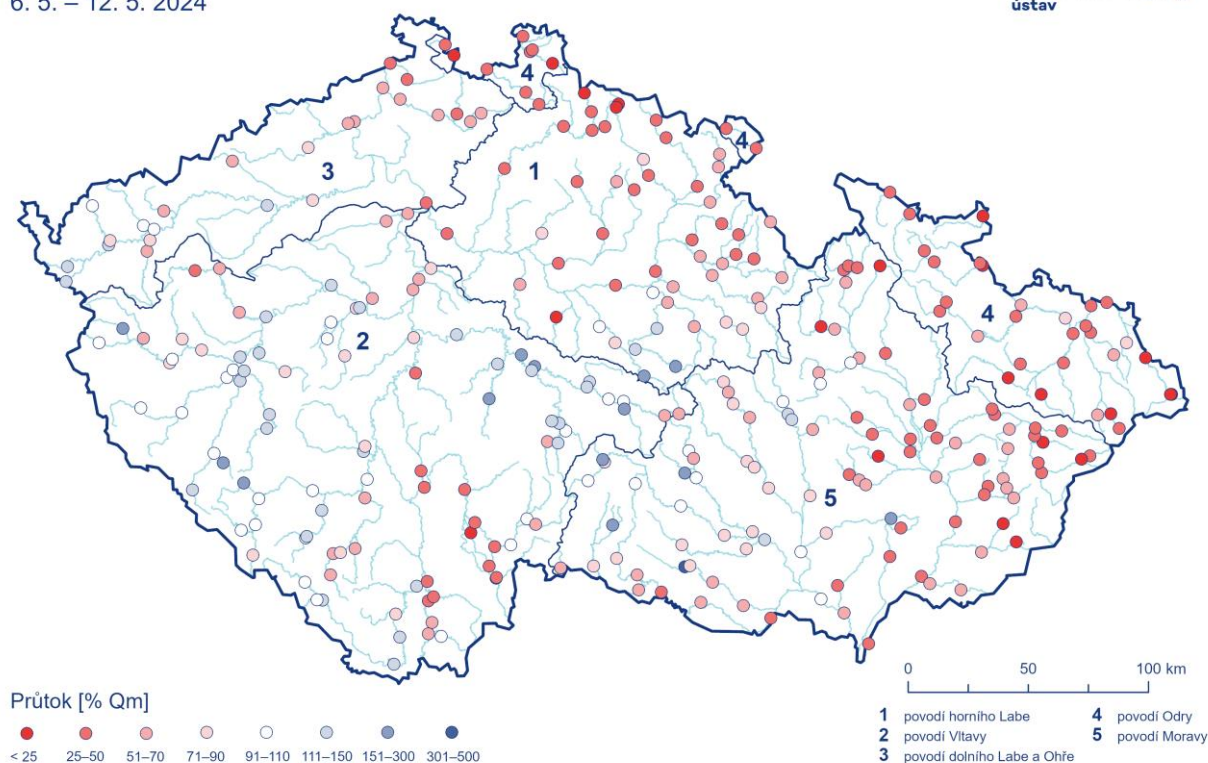 6. 5. – 12. 5. 2024
ústav
4
4
3
1
4
2
5
0 50 100 km
Průtok [% Qm]
< 25 25–50 51–70 71–90 91–110 111–150 151–300 301–500
1 povodí horního Labe 4 povodí Odry
2 povodí Vltavy 5 povodí Moravy
3 povodí dolního Labe a Ohře